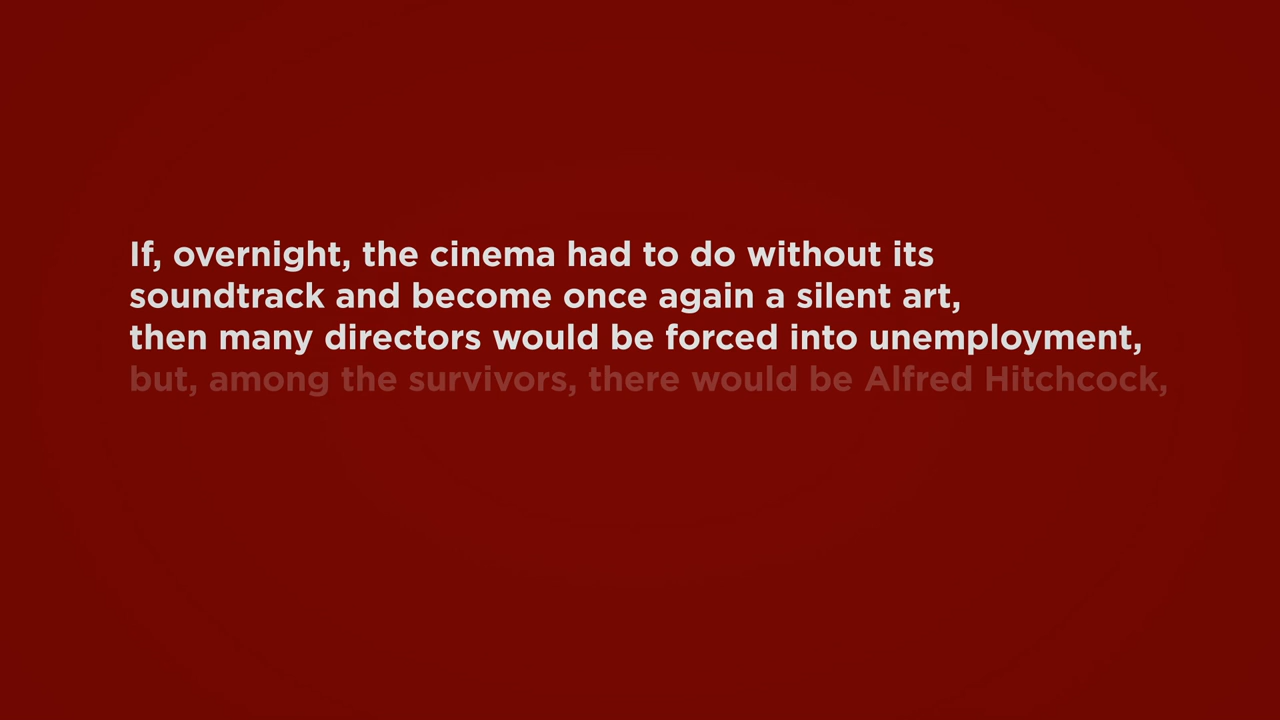 If, overnight, the cinema had to do without its
soundtrack and become once again a silent art,
then many directors would be forced into unemployment,
but, among the survivors, there would be Alfred Hitchcock,